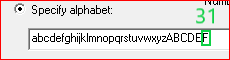 31
Specify alphabet:
abcdefghijklmnopqrstuvwxyzABCDEF